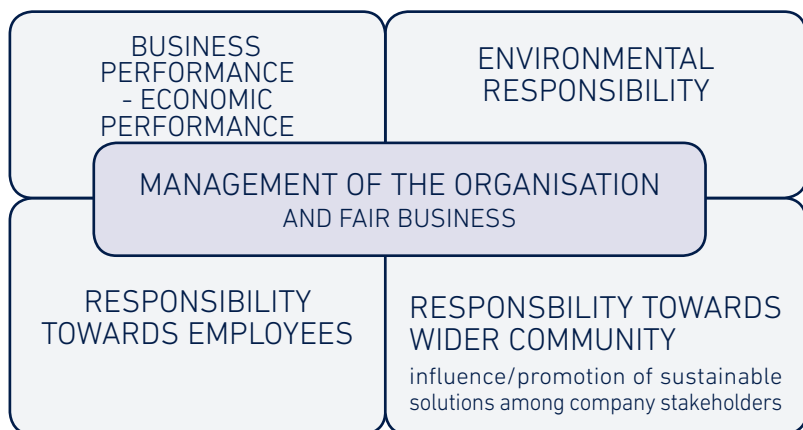 BUSINESS
PERFORMANCE
- ECONOMIC
PERFORMANCE
ENVIRONMENTAL
RESPONSIBILITY
MANAGEMENT OF THE ORGANISATION
AND FAIR BUSINESS
RESPONSIBILITY
TOWARDS EMPLOYEES
RESPONSBILITY TOWARDS
WIDER COMMUNITY
influence/promotion of sustainable
solutions among company stakeholders